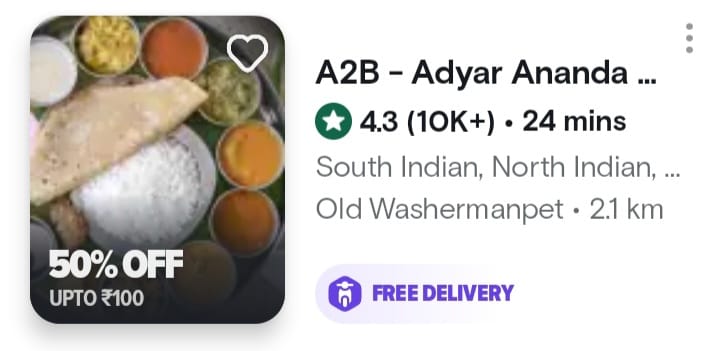 A2B - Adyar Ananda ...
4.3 (10K+) • 24 mins
South Indian, North Indian, ...
Old Washermanpet • 2.1 km
50% OFF
UPTO ₹100
FREE DELIVERY